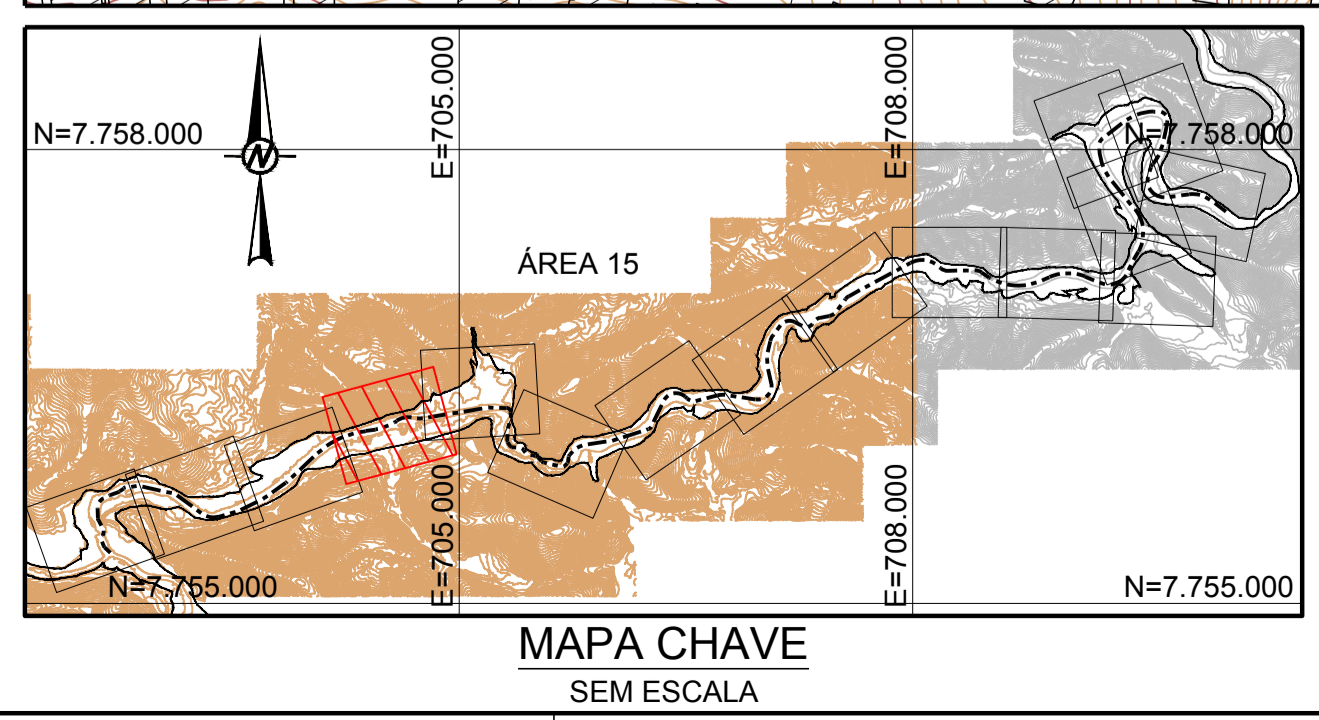 E=705.000
E=708.000
N=7.758.000
N=7.758.000
N
ÁREA 15
E=705.000
E=708.000
N=7.755.000
N=7.755.000
MAPA CHAVE
SEM ESCALA